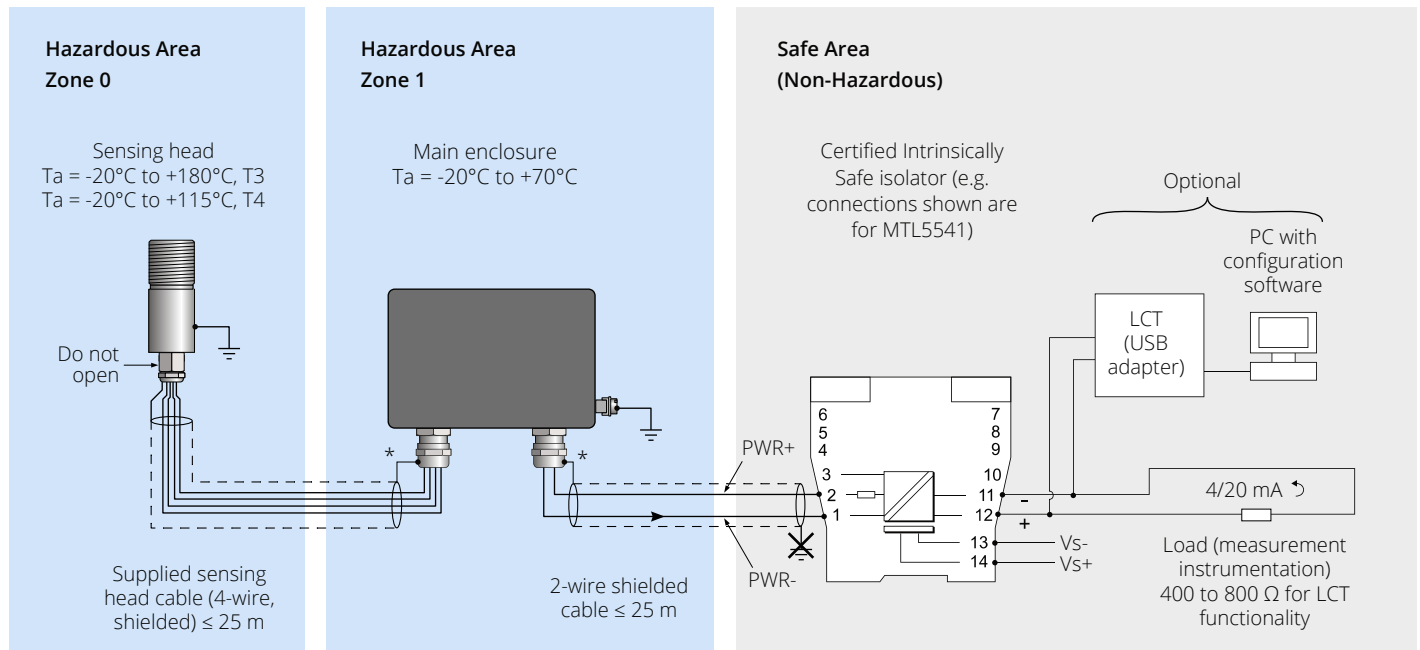 Hazardous Area
Zone 0
Sensing head
Ta = -20°C to +180°C, T3
Ta = -20°C to +115°C, T4
Do not
open
*
Supplied sensing
head cable (4-wire,
shielded) ≤ 25 m
Hazardous Area
Zone 1
Main enclosure
Ta = -20°C to +70°C
*
2-wire shielded
cable ≤ 25 m
PWR+
PWR-
Safe Area
(Non-Hazardous)
Certified Intrinsically
Safe isolator (e.g.
connections shown are
for MTL5541)
6
5
4
3
2
1
7
8
9
10
11
12
13
14
-
+
Vs-
Vs+
Optional
PC with
configuration
software
LCT
(USB
adapter)
4/20 mA
Load (measurement
instrumentation)
400 to 800 Ω for LCT
functionality